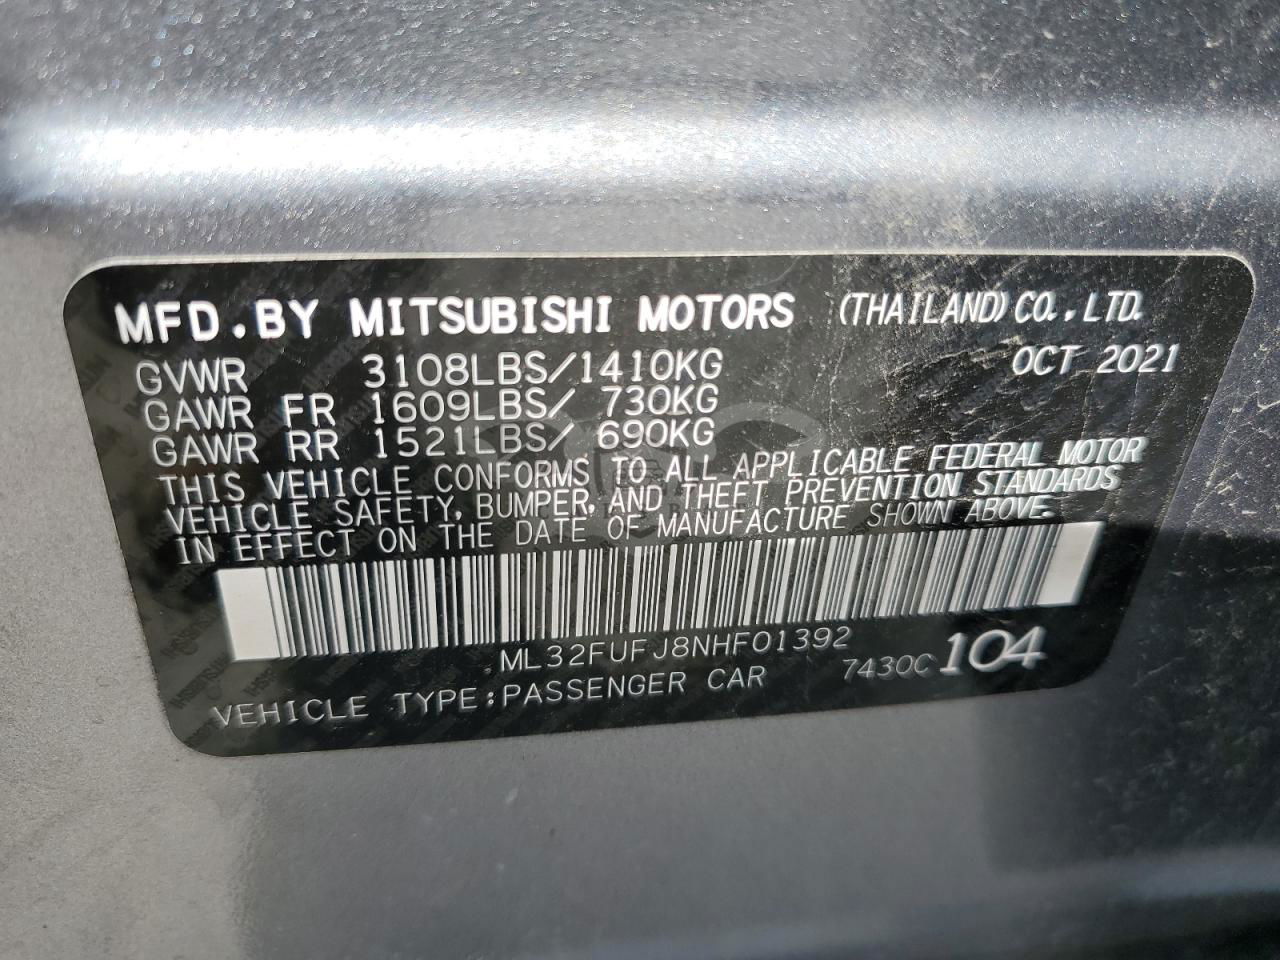 MFD.BY MITSUBISHI MOTORS (THAILAND) CO.,LTD.
GVWR 3108LBS/1410KG OCT 2021
GAWR FR 1609LBS/ 730KG
GAWR RR 1521LBS/ 690KG
THIS VEHICLE CONFORMS TO ALL APPLICABLE FEDERAL MOTOR
VEHICLE SAFETY, BUMPER, AND THEFT PREVENTION STANDARDS
IN EFFECT ON THE DATE OF MANUFACTURE SHOWN ABOVE.
ML32FUFJ8NHF01392
VEHICLE TYPE:PASSENGER CAR 7430C 104